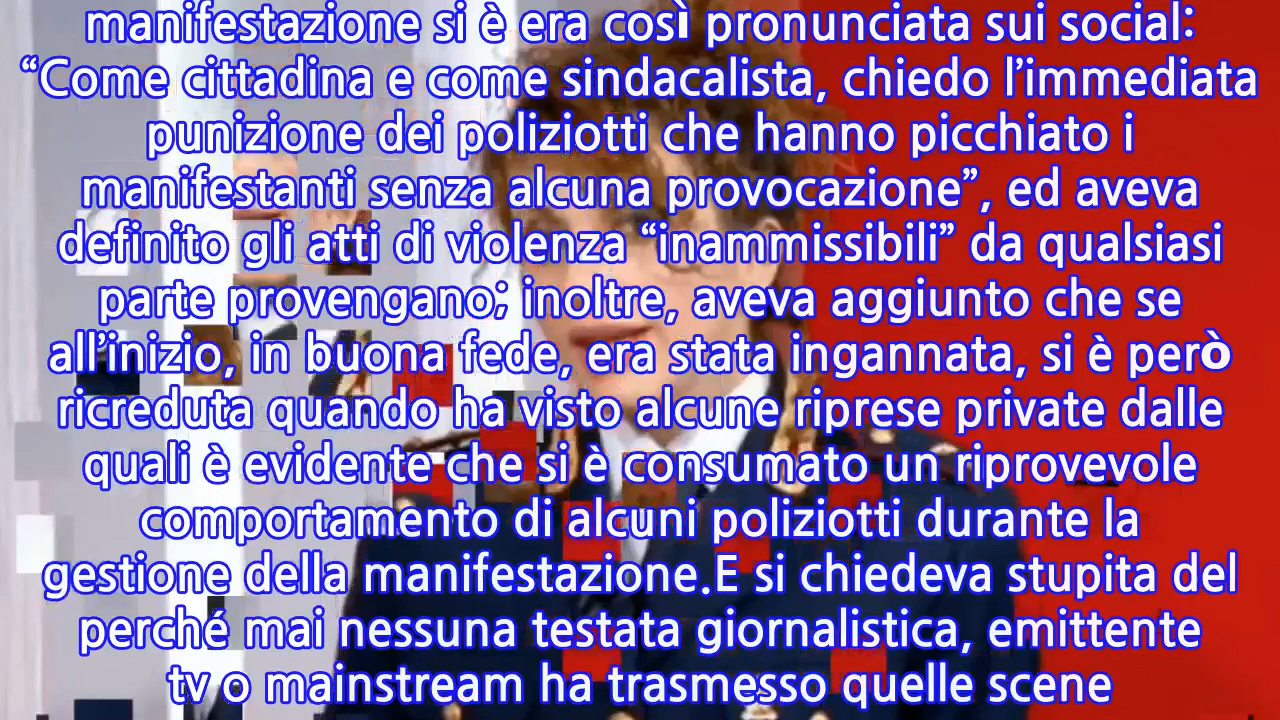 manifestazione si è era così pronunciata sui social:
“Come cittadina e come sindacalista, chiedo l’immediata
punizione dei poliziotti che hanno picchiato i
manifestanti senza alcuna provocazione”, ed aveva
definito gli atti di violenza “inammissibili” da qualsiasi
parte provengano; inoltre, aveva aggiunto che se
all’inizio, in buona fede, era stata ingannata, si è però
ricreduta quando ha visto alcune riprese private dalle
quali è evidente che si è consumato un riprovevole
comportamento di alcuni poliziotti durante la
gestione della manifestazione.E si chiedeva stupita del
perché mai nessuna testata giornalistica, emittente
tv o mainstream ha trasmesso quelle scene